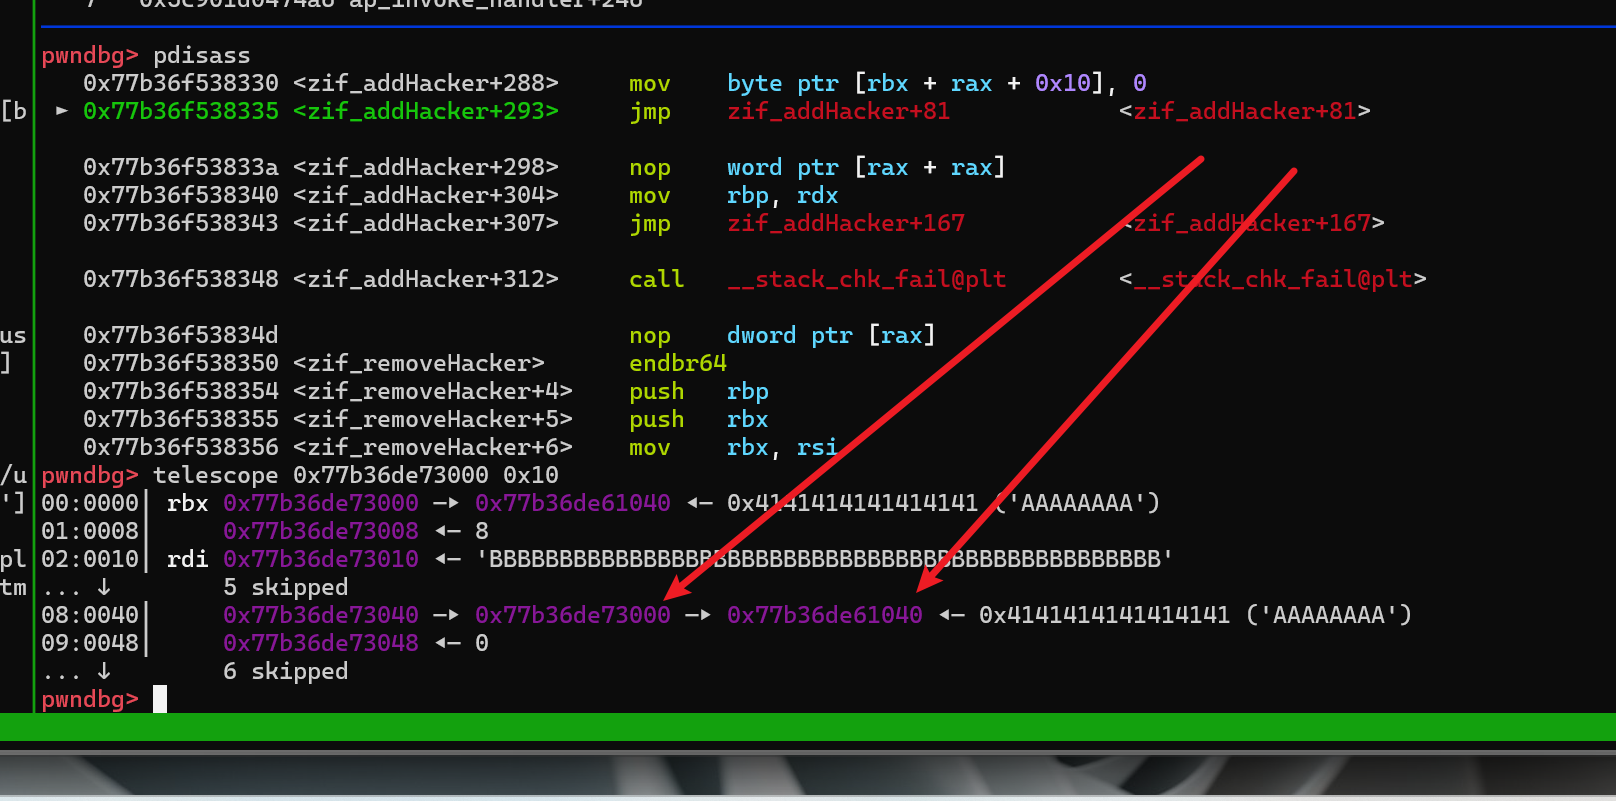 pwndbg> pdisass
0x77b36f538330 <zif_addHacker+288> mov byte ptr [rbx + rax + 0x10], 0
[b ► 0x77b36f538335 <zif_addHacker+293> jmp zif_addHacker+81 <zif_addHacker+81>
0x77b36f53833a <zif_addHacker+298> nop word ptr [rax + rax]
0x77b36f538340 <zif_addHacker+304> mov rbp, rdx
0x77b36f538343 <zif_addHacker+307> jmp zif_addHacker+167 <zif_addHacker+167>
0x77b36f538348 <zif_addHacker+312> call __stack_chk_fail@plt <__stack_chk_fail@plt>
us 0x77b36f53834d nop dword ptr [rax]
] 0x77b36f538350 <zif_removeHacker> endbr64
0x77b36f538354 <zif_removeHacker+4> push rbp
0x77b36f538355 <zif_removeHacker+5> push rbx
0x77b36f538356 <zif_removeHacker+6> mov rbx, rsi
/u pwndbg> telescope 0x77b36de73000 0x10
'] 00:0000│ rbx 0x77b36de73000 —▸ 0x77b36de61040 ◂— 0x4141414141414141 ('AAAAAAAA')
01:0008│ 0x77b36de73008 ◂— 8
pl 02:0010│ rdi 0x77b36de73010 ◂— 'BBBBBBBBBBBBBBBBBBBBBBBBBBBBBBBBBBBBBBBBBBBBBBBB'
tm ... ↓ 5 skipped
08:0040│ 0x77b36de73040 —▸ 0x77b36de73000 —▸ 0x77b36de61040 ◂— 0x4141414141414141 ('AAAAAAAA')
09:0048│ 0x77b36de73048 ◂— 0
... ↓ 6 skipped
pwndbg>